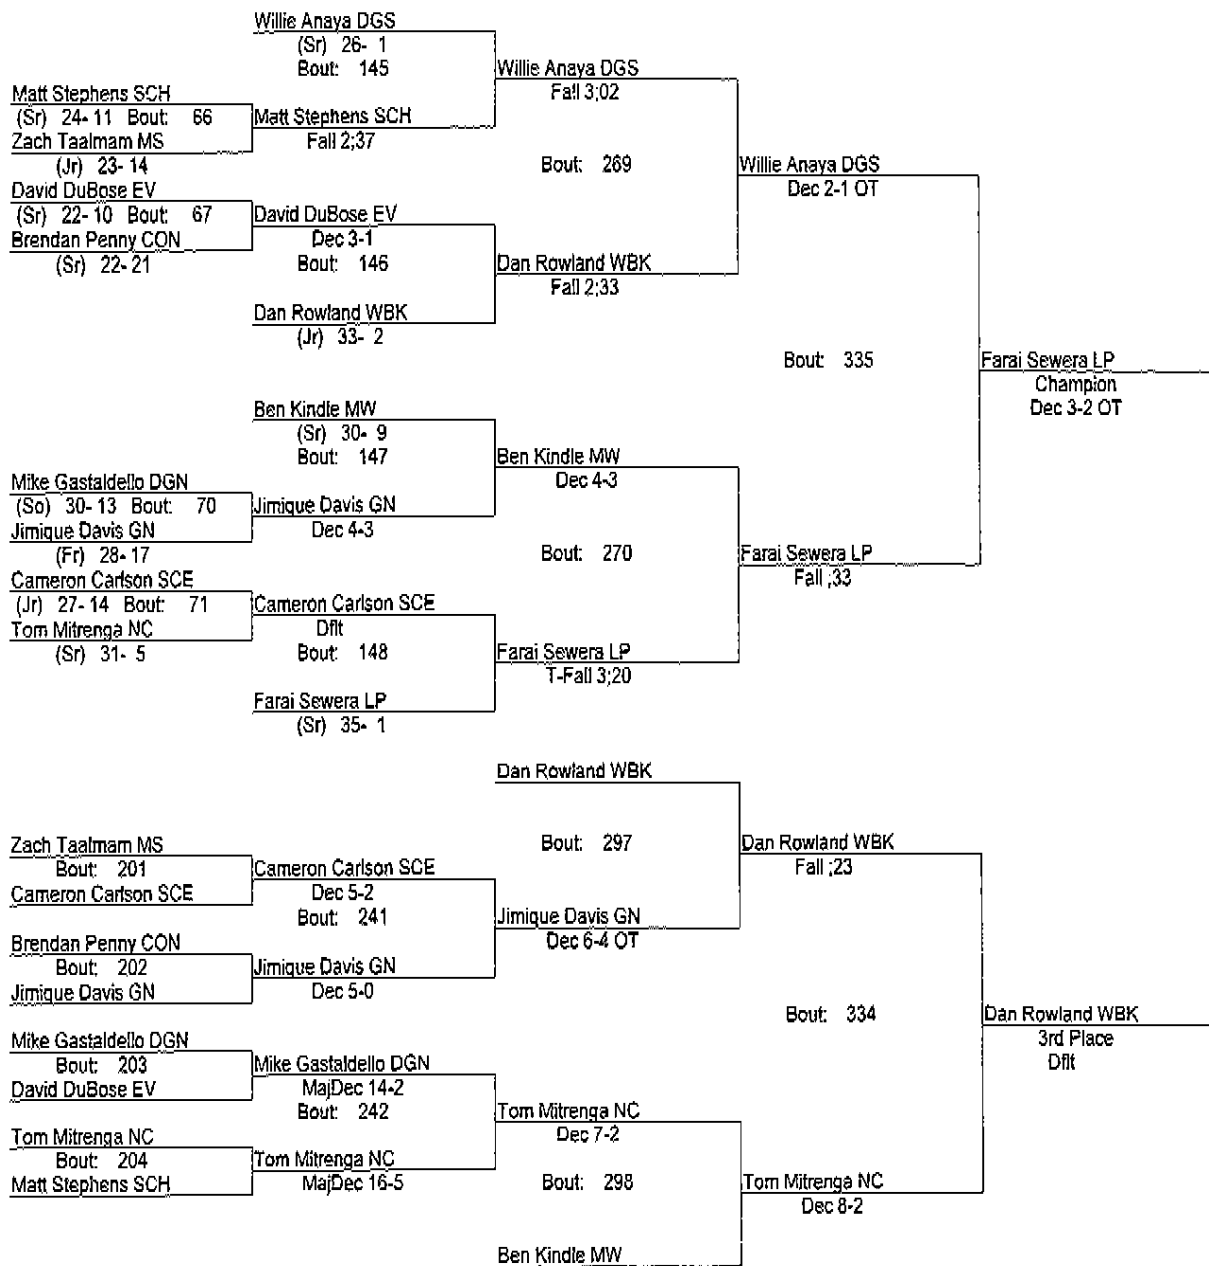 Willie Anaya DGS
(Sr) 26- 1
Bout: 145
Willie Anaya DGS
Fall 3;02
Matt Stephens SCH
(Sr) 24- 11 Bout: 66
Matt Stephens SCH
Fall 2;37
Zach Taalmam MS
(Jr) 23- 14
Bout: 269
Willie Anaya DGS
Dec 2-1 OT
David DuBose EV
(Sr) 22- 10 Bout: 67
David DuBose EV
Dec 3-1
Bout: 146
Brendan Penny CON
(Sr) 22- 21
Dan Rowland WBK
Fall 2;33
Dan Rowland WBK
(Jr) 33- 2
Bout: 335
Farai Sewera LP
Champion
Dec 3-2 OT
Ben Kindle MW
(Sr) 30- 9
Bout: 147
Ben Kindle MW
Dec 4-3
Mike Gastaldello DGN
(So) 30- 13 Bout: 70
Jimique Davis GN
Dec 4-3
Jimique Davis GN
(Fr) 28- 17
Bout: 270
Farai Sewera LP
Fall ;33
Cameron Carlson SCE
(Jr) 27- 14 Bout: 71
Cameron Carlson SCE
Dflt
Bout: 148
Tom Mitrenga NC
(Sr) 31- 5
Farai Sewera LP
T-Fall 3;20
Farai Sewera LP
(Sr) 35- 1
Dan Rowland WBK
Bout: 297
Dan Rowland WBK
Fall ;23
Zach Taalmam MS
Bout: 201
Cameron Carlson SCE
Cameron Carlson SCE
Dec 5-2
Bout: 241
Jimique Davis GN
Dec 6-4 OT
Brendan Penny CON
Bout: 202
Jimique Davis GN
Jimique Davis GN
Dec 5-0
Bout: 334
Dan Rowland WBK
3rd Place
Dflt
Mike Gastaldello DGN
Bout: 203
David DuBose EV
Mike Gastaldello DGN
MajDec 14-2
Bout: 242
Tom Mitrenga NC
Dec 7-2
Tom Mitrenga NC
Bout: 204
Matt Stephens SCH
Tom Mitrenga NC
MajDec 16-5
Bout: 298
Tom Mitrenga NC
Dec 8-2
Ben Kindle MW